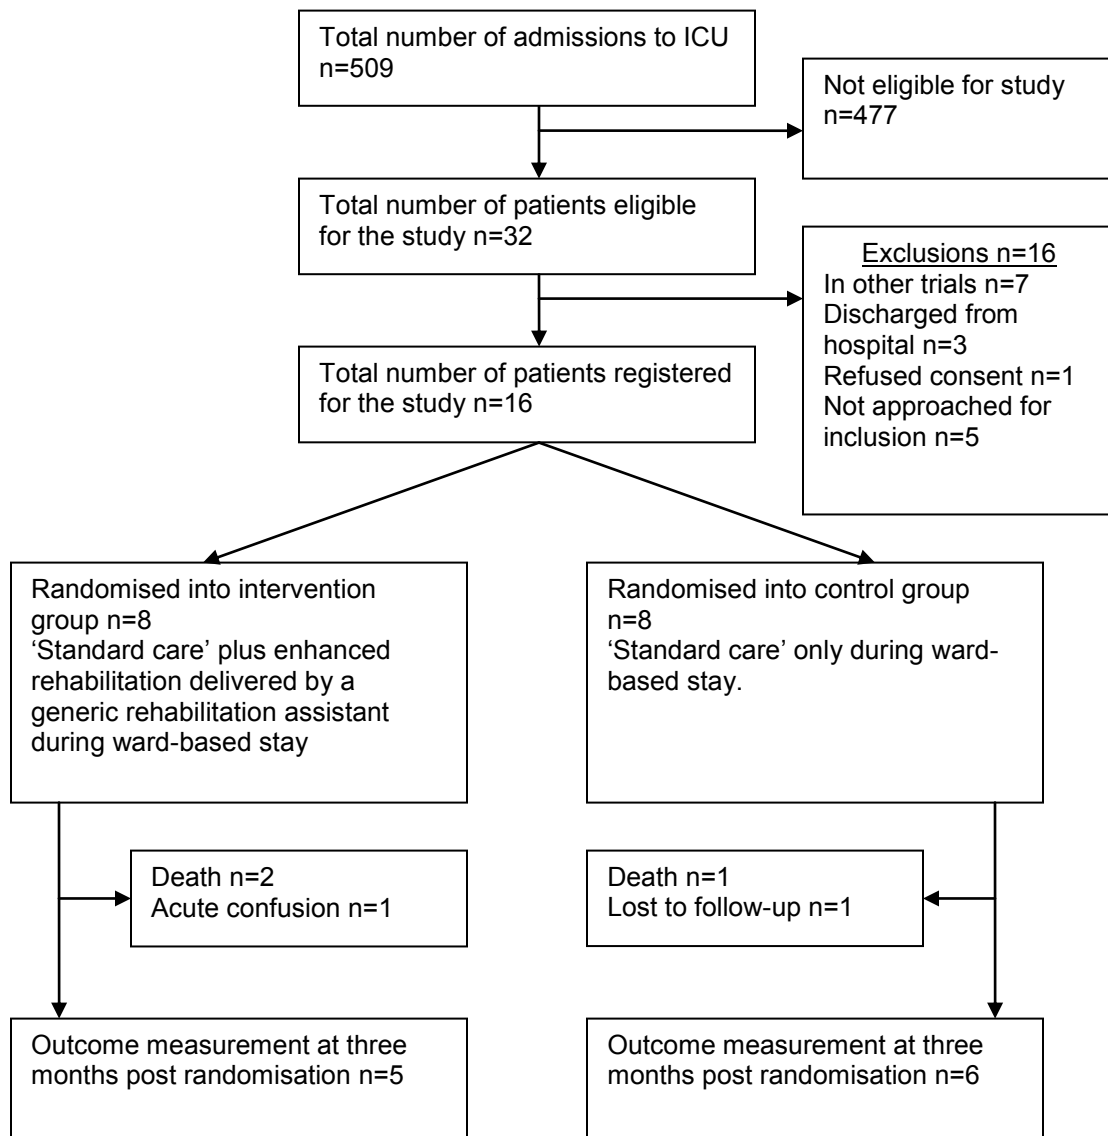 Total number of admissions to ICU
n=509
Not eligible for study
n=477
Total number of patients eligible
for the study n=32
Exclusions n=16
In other trials n=7
Discharged from
hospital n=3
Refused consent n=1
Not approached for
inclusion n=5
Total number of patients registered
for the study n=16
Randomised into intervention
group n=8
‘Standard care’ plus enhanced
rehabilitation delivered by a
generic rehabilitation assistant
during ward-based stay
Randomised into control group
n=8
‘Standard care’ only during ward-
based stay.
Death n=2
Acute confusion n=1
Death n=1
Lost to follow-up n=1
Outcome measurement at three
months post randomisation n=5
Outcome measurement at three
months post randomisation n=6